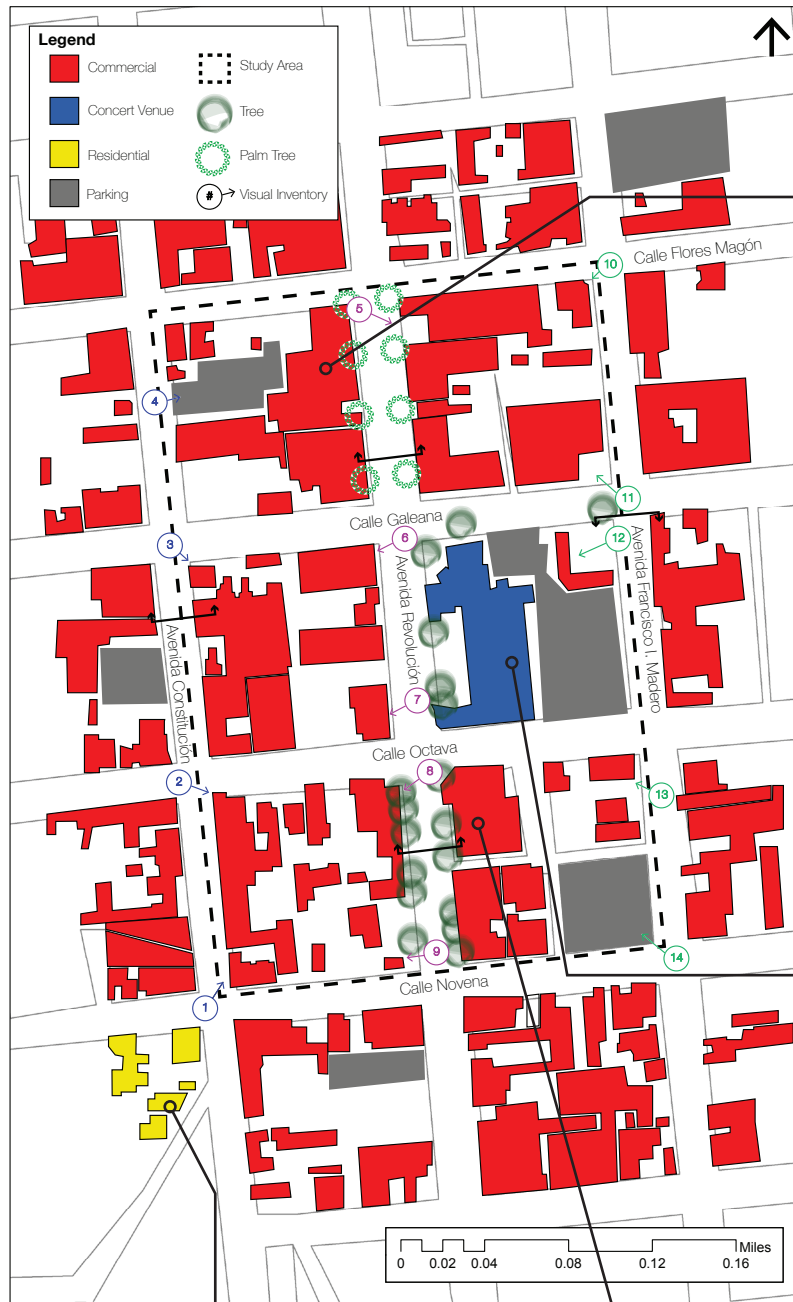 Legend
Commercial
Study Area
Concert Venue
Tree
Residential
Palm Tree
Parking
# Visual Inventory
Calle Flores Magón
10
5
4
11
Calle Galeana
12
3
6
Avenida Revolución
Avenida Francisco I. Madero
Avenida Constitución
7
Calle Octava
2
8
13
9
14
Calle Novena
1
Miles
0 0.02 0.04 0.08 0.12 0.16